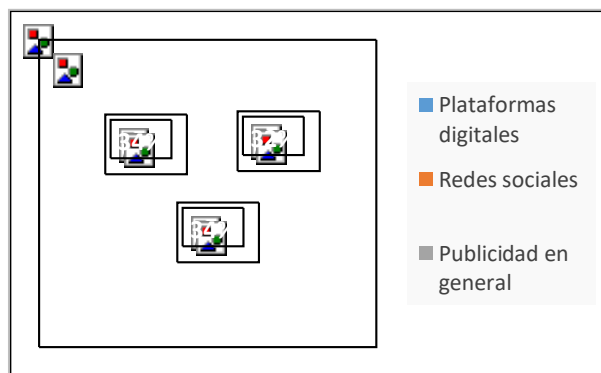 Plataformas
digitales
Redes sociales
Publicidad en
general